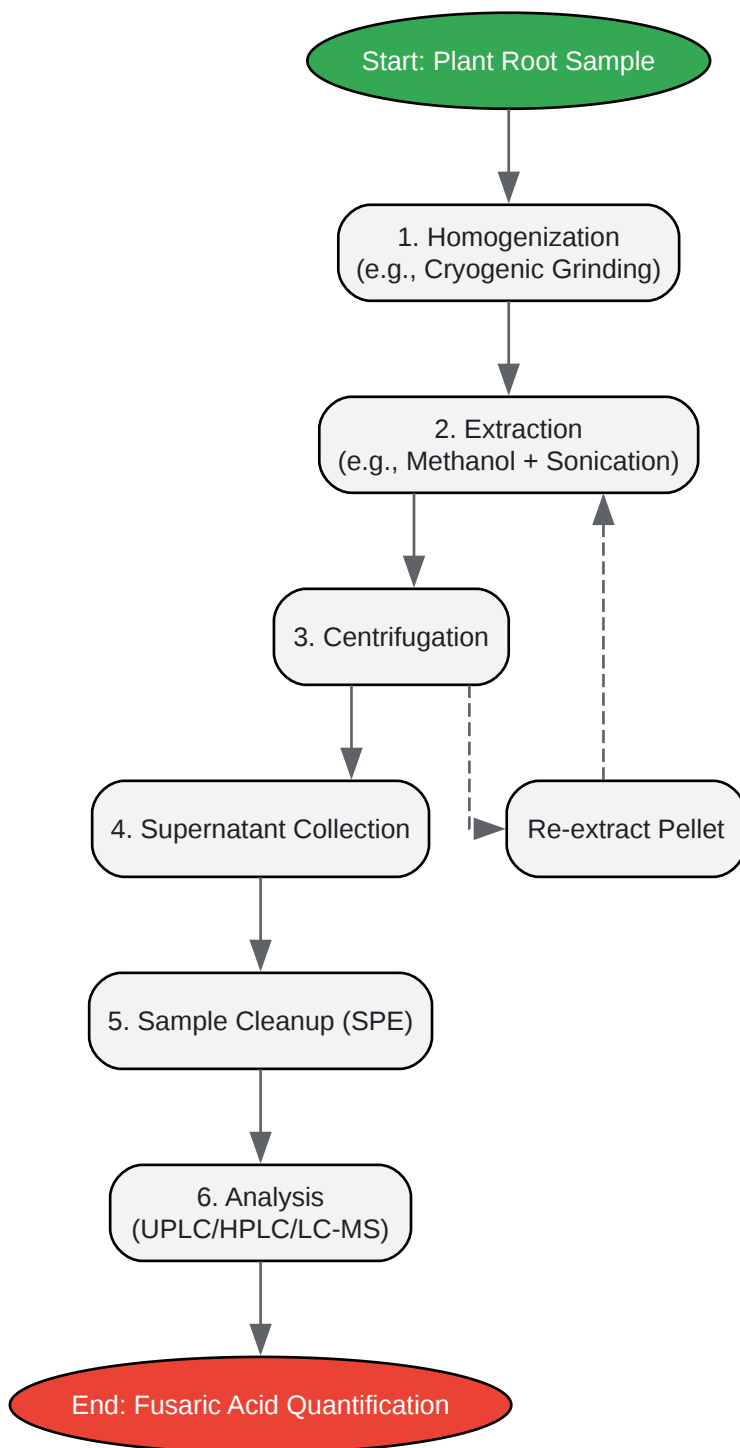 Start: Plant Root Sample
1. Homogenization
(e.g., Cryogenic Grinding)
2. Extraction
(e.g., Methanol + Sonication)
3. Centrifugation
4. Supernatant Collection
Re-extract Pellet
5. Sample Cleanup (SPE)
6. Analysis
(UPLC/HPLC/LC-MS)
End: Fusaric Acid Quantification